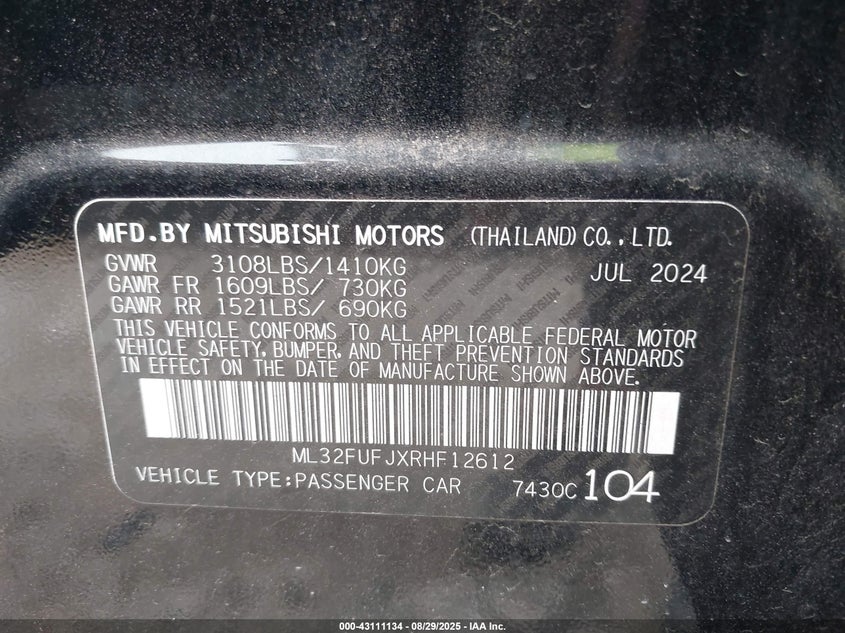 MFD.BY MITSUBISHI MOTORS (THAILAND) CO., LTD.
GVWR 3108LBS/1410KG JUL 2024
GAWR FR 1609LBS/ 730KG
GAWR RR 1521LBS/ 690KG
THIS VEHICLE CONFORMS TO ALL APPLICABLE FEDERAL MOTOR
VEHICLE SAFETY, BUMPER, AND THEFT PREVENTION STANDARDS
IN EFFECT ON THE DATE OF MANUFACTURE SHOWN ABOVE.
ML32FUFJXRHF12612
VEHICLE TYPE:PASSENGER CAR 7430C 104
000-43111134 - 08/29/2025 - IAA Inc.